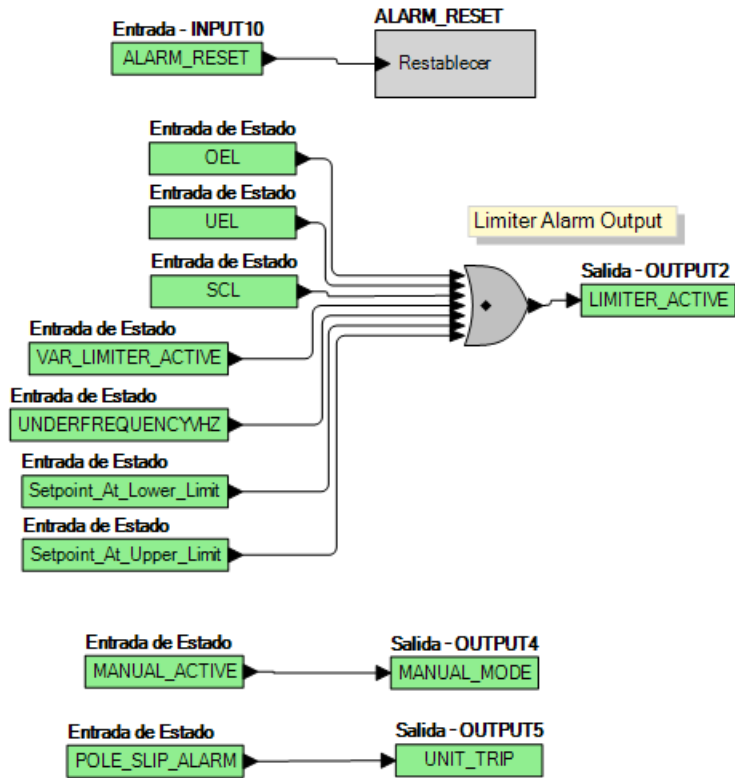 ALARM_RESET
Entrada - INPUT10
ALARM_RESET
Restablecer
Entrada de Estado
OEL
Entrada de Estado
UEL
Limiter Alarm Output
Entrada de Estado
SCL
Salida - OUTPUT2
LIMITER_ACTIVE
Entrada de Estado
VAR_LIMITER_ACTIVE
Entrada de Estado
UNDERFREQUENCYVHZ
Entrada de Estado
Setpoint_At_Lower_Limit
Entrada de Estado
Setpoint_At_Upper_Limit
Entrada de Estado
MANUAL_ACTIVE
Salida - OUTPUT4
MANUAL_MODE
Entrada de Estado
POLE_SLIP_ALARM
Salida - OUTPUT5
UNIT_TRIP